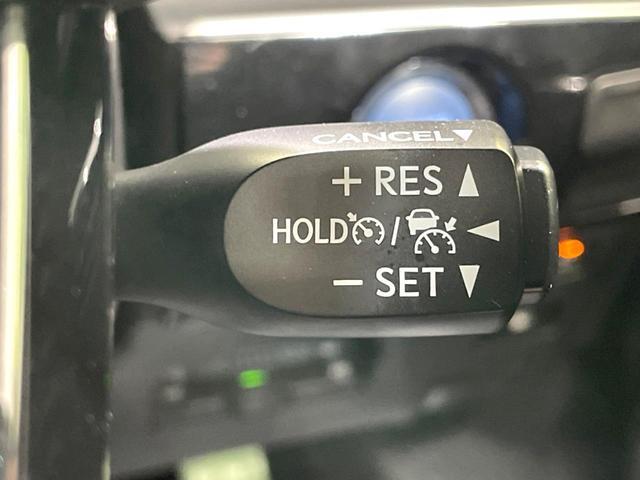 CANCEL▼
+ RES ▲
HOLD / ◀
− SET ▼